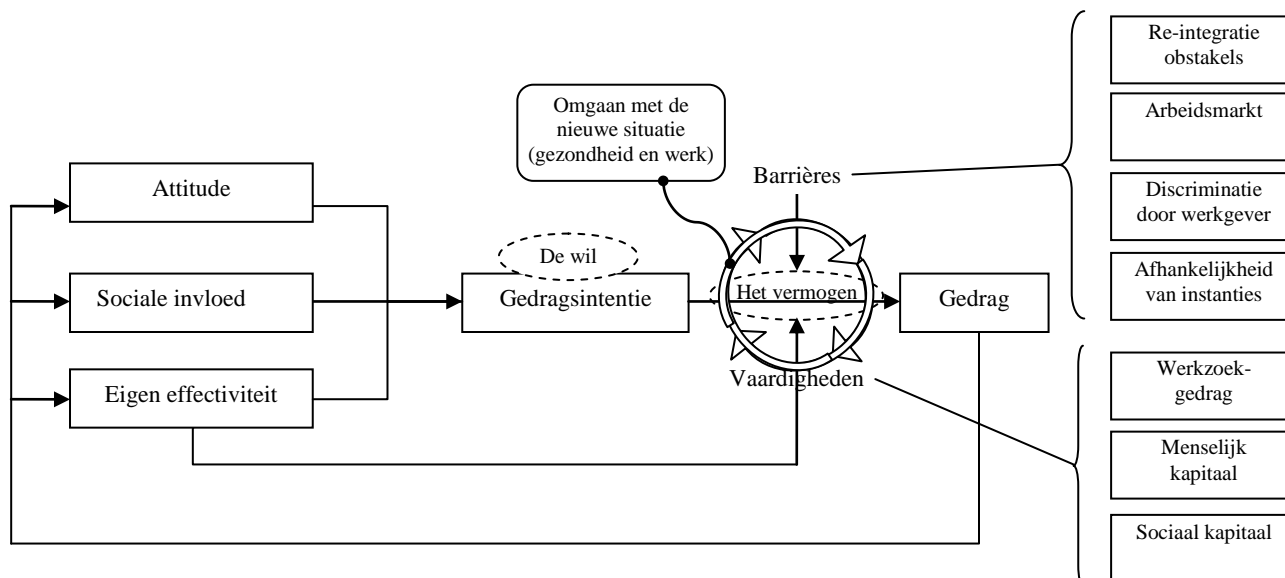 Attitude
Sociale invloed
Eigen effectiviteit
De wil
Gedragsintentie
Omgaan met de
nieuwe situatie
(gezondheid en werk)
Barrières
Het vermogen
Vaardigheden
Gedrag
Re-integratie
obstakels
Arbeidsmarkt
Discriminatie
door werkgever
Afhankelijkheid
van instanties
Werkzoek-
gedrag
Menselijk
kapitaal
Sociaal kapitaal